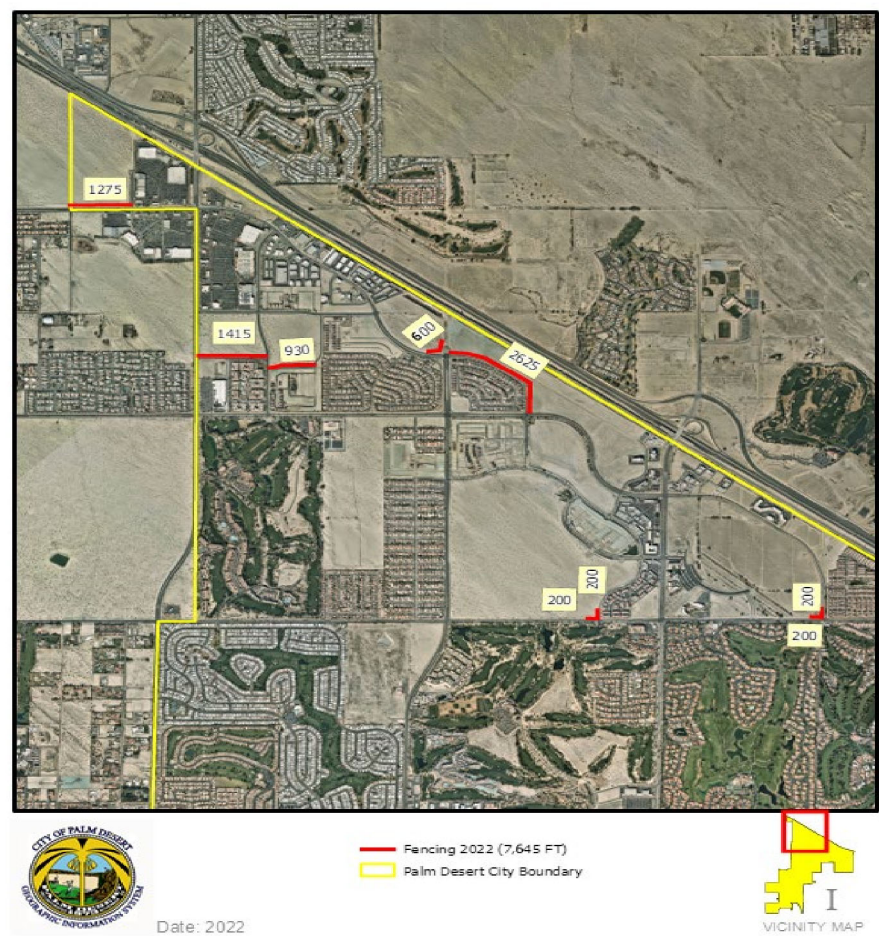 1275
1415
930
600
2625
200
200
200
200
CITY OF PALM DESERT
GEOGRAPHIC INFORMATION SYSTEM
Date: 2022
Fencing 2022 (7,645 FT)
Palm Desert City Boundary
I
VICINITY MAP